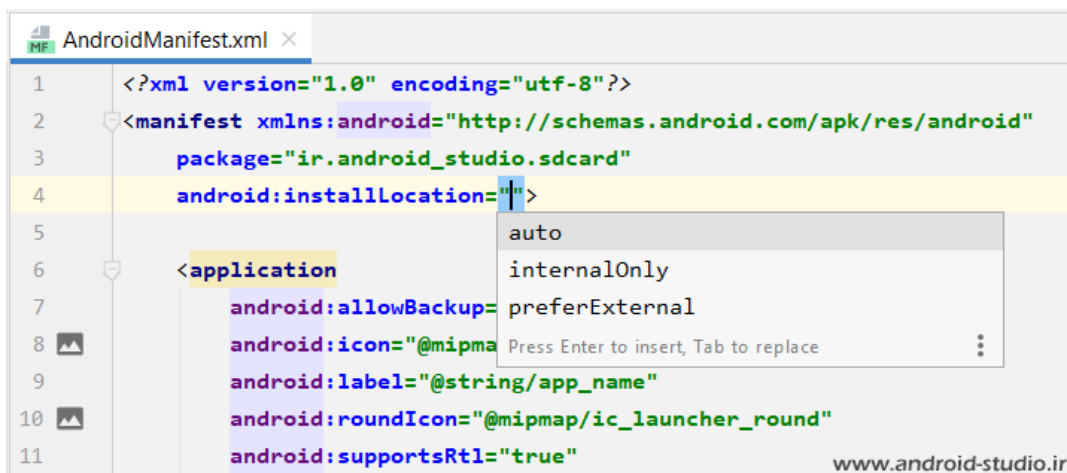 MF AndroidManifest.xml ×
1 <?xml version="1.0" encoding="utf-8"?>
2 <manifest xmlns:android="http://schemas.android.com/apk/res/android"
3 package="ir.android_studio.sdcard"
4 android:installLocation="">
5 auto
6 <application internalOnly
7 android:allowBackup= preferExternal
8 android:icon="@mipma Press Enter to insert, Tab to replace
9 android:label="@string/app_name"
10 android:roundIcon="@mipmap/ic_launcher_round"
11 android:supportsRtl="true"
www.android-studio.ir